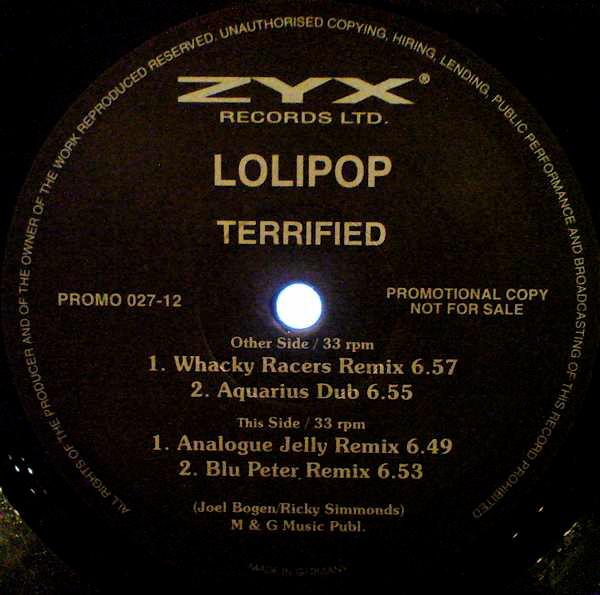 ALL RIGHTS OF THE PRODUCER AND OF THE OWNER OF THE WORK REPRODUCED RESERVED. UNAUTHORISED COPYING, HIRING, LENDING, PUBLIC PERFORMANCE AND BROADCASTING OF THIS RECORD PROHIBITED
ZYX®
RECORDS LTD.
LOLIPOP
TERRIFIED
PROMO 027-12
PROMOTIONAL COPY
NOT FOR SALE
Other Side / 33 rpm
1. Whacky Racers Remix 6.57
2. Aquarius Dub 6.55
This Side / 33 rpm
1. Analogue Jelly Remix 6.49
2. Blu Peter Remix 6.53
(Joel Bogen/Ricky Simmonds)
M & G Music Publ.
MADE IN GERMANY